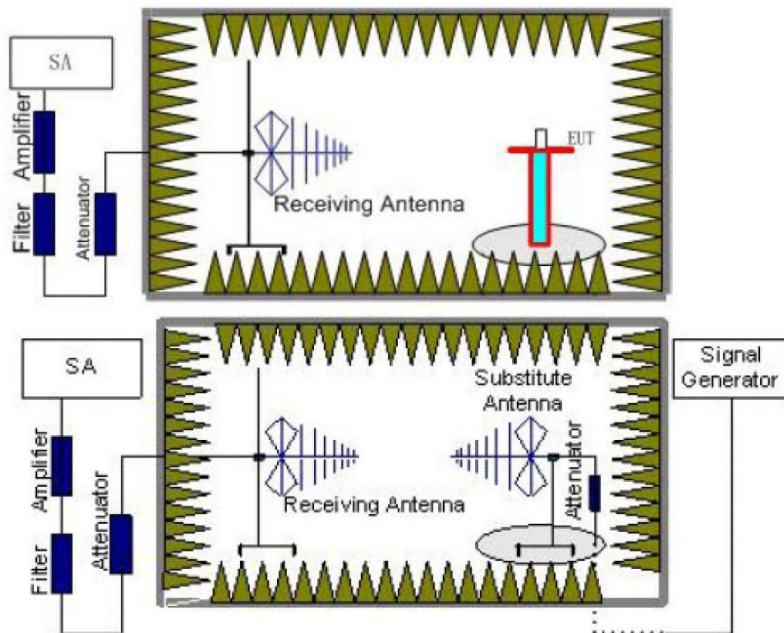 SA
Amplifier
Filter
Attenuator
Receiving Antenna
EUT
SA
Amplifier
Filter
Attenuator
Receiving Antenna
Substitute
Antenna
Attenuator
Signal
Generator